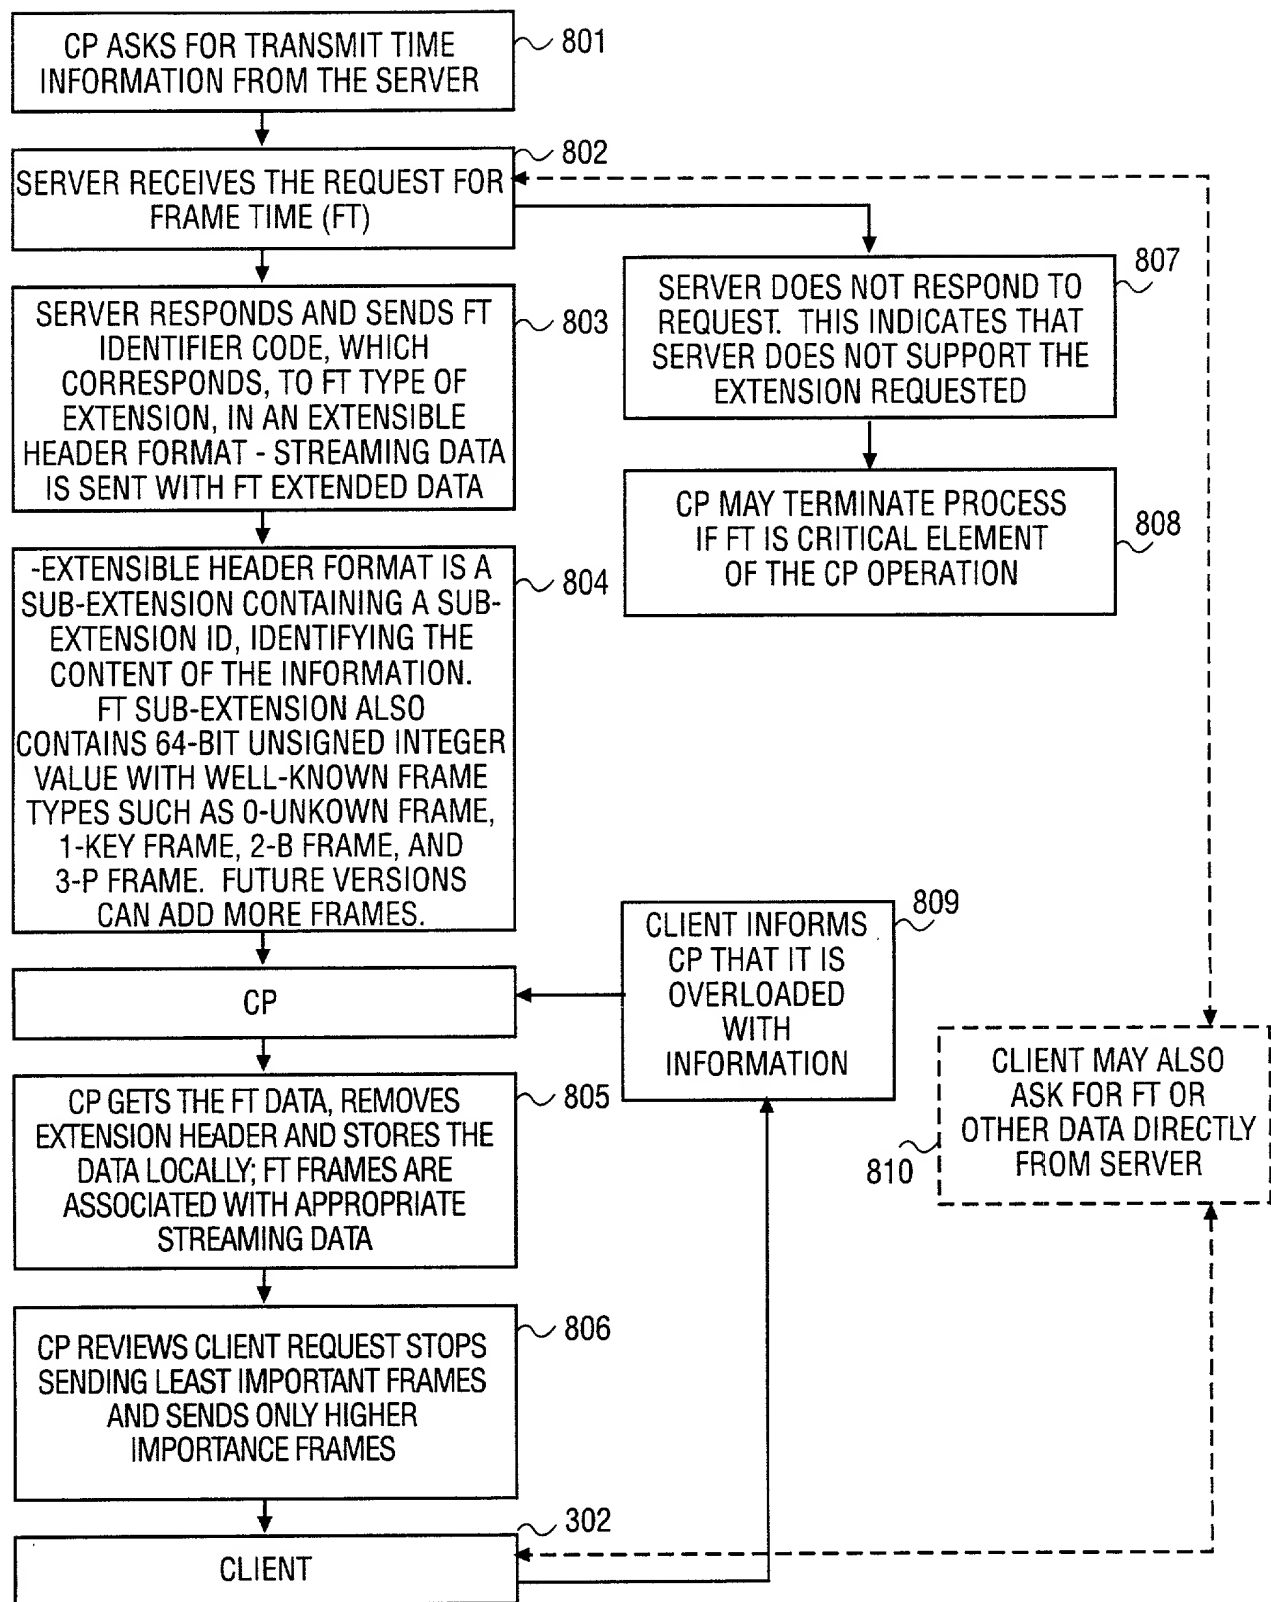 CP ASKS FOR TRANSMIT TIME
INFORMATION FROM THE SERVER
801
SERVER RECEIVES THE REQUEST FOR
FRAME TIME (FT)
802
SERVER RESPONDS AND SENDS FT
IDENTIFIER CODE, WHICH
CORRESPONDS, TO FT TYPE OF
EXTENSION, IN AN EXTENSIBLE
HEADER FORMAT - STREAMING DATA
IS SENT WITH FT EXTENDED DATA
803
SERVER DOES NOT RESPOND TO
REQUEST. THIS INDICATES THAT
SERVER DOES NOT SUPPORT THE
EXTENSION REQUESTED
807
CP MAY TERMINATE PROCESS
IF FT IS CRITICAL ELEMENT
OF THE CP OPERATION
808
-EXTENSIBLE HEADER FORMAT IS A
SUB-EXTENSION CONTAINING A SUB-
EXTENSION ID, IDENTIFYING THE
CONTENT OF THE INFORMATION.
FT SUB-EXTENSION ALSO
CONTAINS 64-BIT UNSIGNED INTEGER
VALUE WITH WELL-KNOWN FRAME
TYPES SUCH AS 0-UNKOWN FRAME,
1-KEY FRAME, 2-B FRAME, AND
3-P FRAME. FUTURE VERSIONS
CAN ADD MORE FRAMES.
804
CP
CLIENT INFORMS
CP THAT IT IS
OVERLOADED
WITH
INFORMATION
809
CP GETS THE FT DATA, REMOVES
EXTENSION HEADER AND STORES THE
DATA LOCALLY; FT FRAMES ARE
ASSOCIATED WITH APPROPRIATE
STREAMING DATA
805
CLIENT MAY ALSO
ASK FOR FT OR
OTHER DATA DIRECTLY
FROM SERVER
810
CP REVIEWS CLIENT REQUEST STOPS
SENDING LEAST IMPORTANT FRAMES
AND SENDS ONLY HIGHER
IMPORTANCE FRAMES
806
CLIENT
302